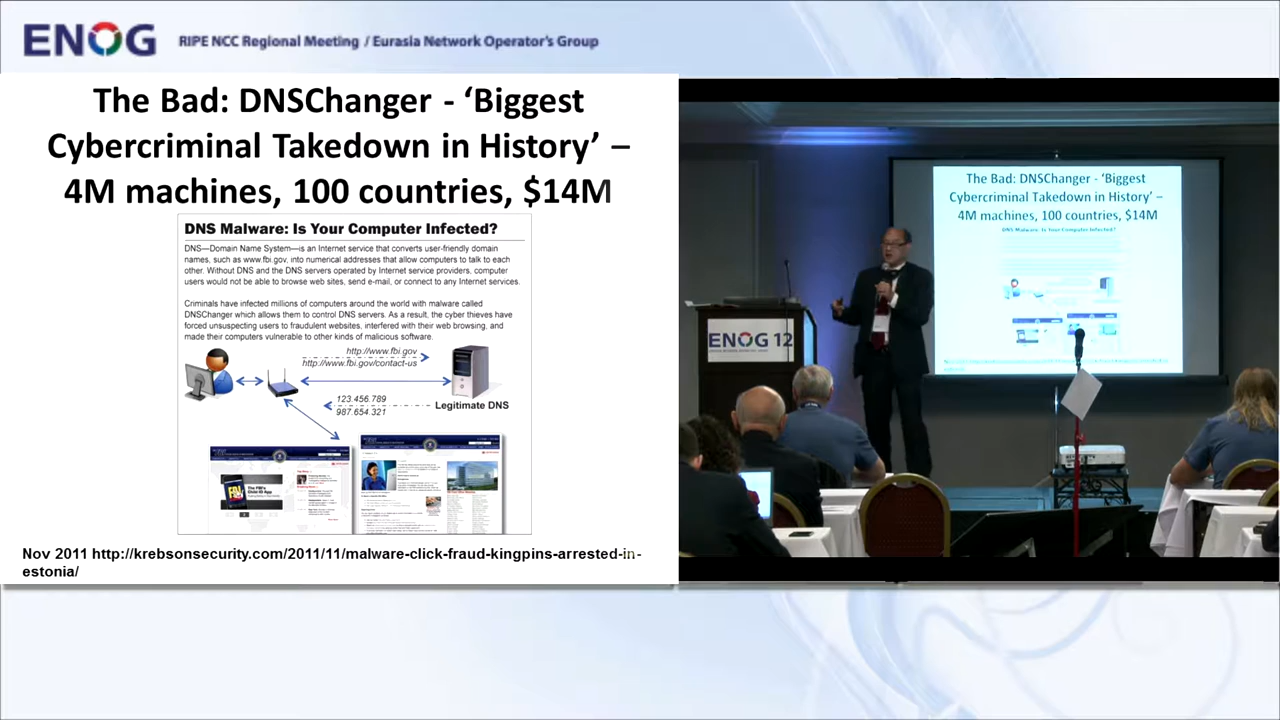 ENOG
RIPE NCC Regional Meeting / Eurasia Network Operator's Group
The Bad: DNSChanger - ‘Biggest
Cybercriminal Takedown in History’ –
4M machines, 100 countries, $14M
DNS Malware: Is Your Computer Infected?
DNS—Domain Name System—is an Internet service that converts user-friendly domain
names, such as www.fbi.gov, into numerical addresses that allow computers to talk to each
other. Without DNS and the DNS servers operated by Internet service providers, computer
users would not be able to browse web sites, send e-mail, or connect to any Internet services.
Criminals have infected millions of computers around the world with malware called
DNSChanger which allows them to control DNS servers. As a result, the cyber thieves have
forced unsuspecting users to fraudulent websites, interfered with their web browsing, and
made their computers vulnerable to other kinds of malicious software.
http://www.fbi.gov
http://www.fbi.gov/contact-us
123.456.789
987.654.321
Legitimate DNS
Nov 2011 http://krebsonsecurity.com/2011/11/malware-click-fraud-kingpins-arrested-in-
estonia/
The Bad: DNSChanger - ‘Biggest
Cybercriminal Takedown in History’ –
4M machines, 100 countries, $14M
DNS Malware: Is Your Computer Infected?
ENOG 12